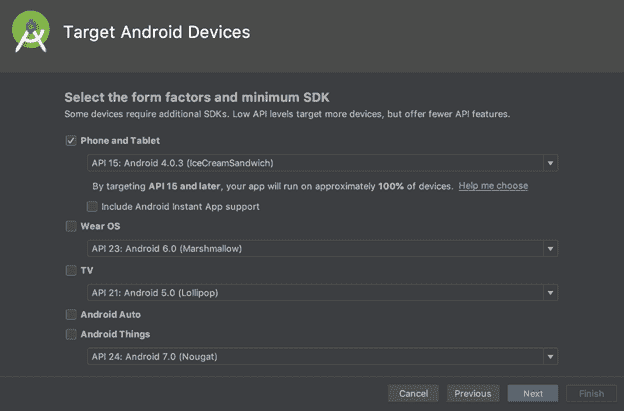 Target Android Devices
Select the form factors and minimum SDK
Some devices require additional SDKs. Low API levels target more devices, but offer fewer API features.
Phone and Tablet
API 15: Android 4.0.3 (IceCreamSandwich)
By targeting API 15 and later, your app will run on approximately 100% of devices. Help me choose
Include Android Instant App support
Wear OS
API 23: Android 6.0 (Marshmallow)
TV
API 21: Android 5.0 (Lollipop)
Android Auto
Android Things
API 24: Android 7.0 (Nougat)
Cancel Previous Next Finish